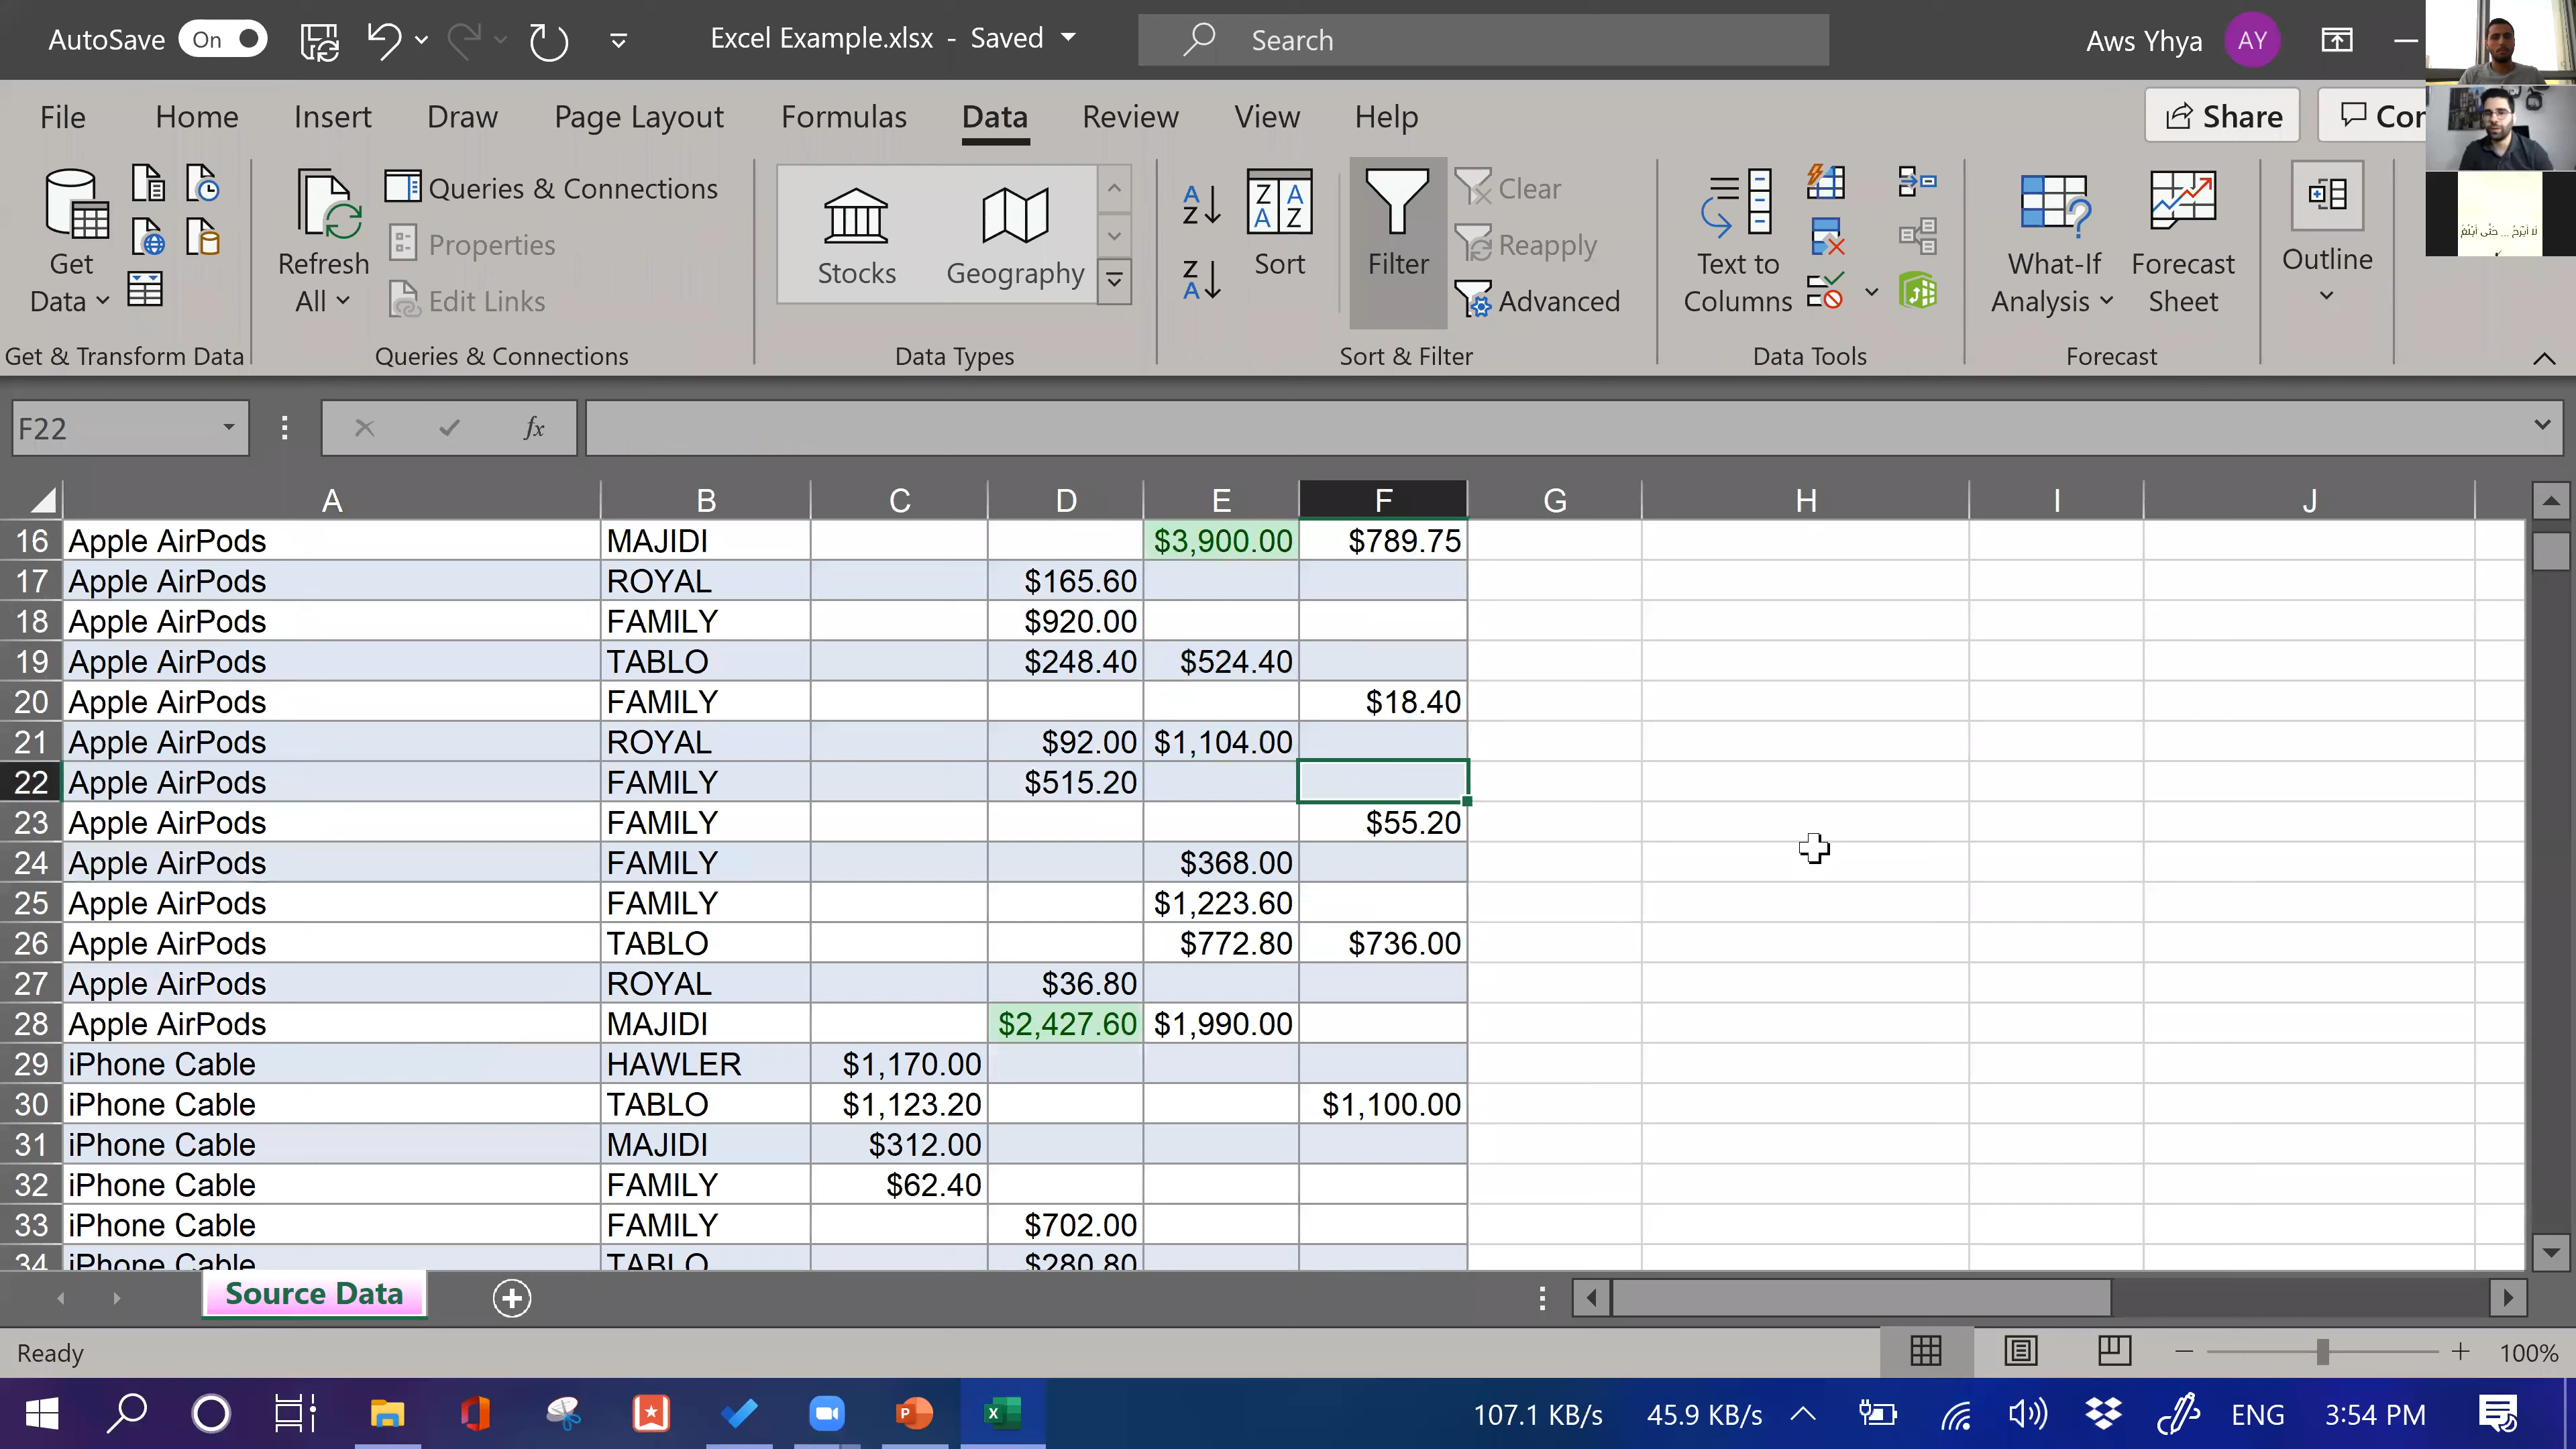 AutoSave On Excel Example.xlsx - Saved Search Aws Yhya AY
File Home Insert Draw Page Layout Formulas Data Review View Help Share
Get Data Refresh All Queries & Connections Properties Edit Links Stocks Geography Sort Filter Clear Reapply Advanced Text to Columns What-If Analysis Forecast Sheet Outline
Get & Transform Data Queries & Connections Data Types Sort & Filter Data Tools Forecast
F22 fx
A B C D E F G H I J
16 Apple AirPods MAJIDI $3,900.00 $789.75
17 Apple AirPods ROYAL $165.60
18 Apple AirPods FAMILY $920.00
19 Apple AirPods TABLO $248.40 $524.40
20 Apple AirPods FAMILY $18.40
21 Apple AirPods ROYAL $92.00 $1,104.00
22 Apple AirPods FAMILY $515.20
23 Apple AirPods FAMILY $55.20
24 Apple AirPods FAMILY $368.00
25 Apple AirPods FAMILY $1,223.60
26 Apple AirPods TABLO $772.80 $736.00
27 Apple AirPods ROYAL $36.80
28 Apple AirPods MAJIDI $2,427.60 $1,990.00
29 iPhone Cable HAWLER $1,170.00
30 iPhone Cable TABLO $1,123.20 $1,100.00
31 iPhone Cable MAJIDI $312.00
32 iPhone Cable FAMILY $62.40
33 iPhone Cable FAMILY $702.00
34 iPhone Cable TABLO $280.80
Source Data
Ready 100%
107.1 KB/s 45.9 KB/s ENG 3:54 PM